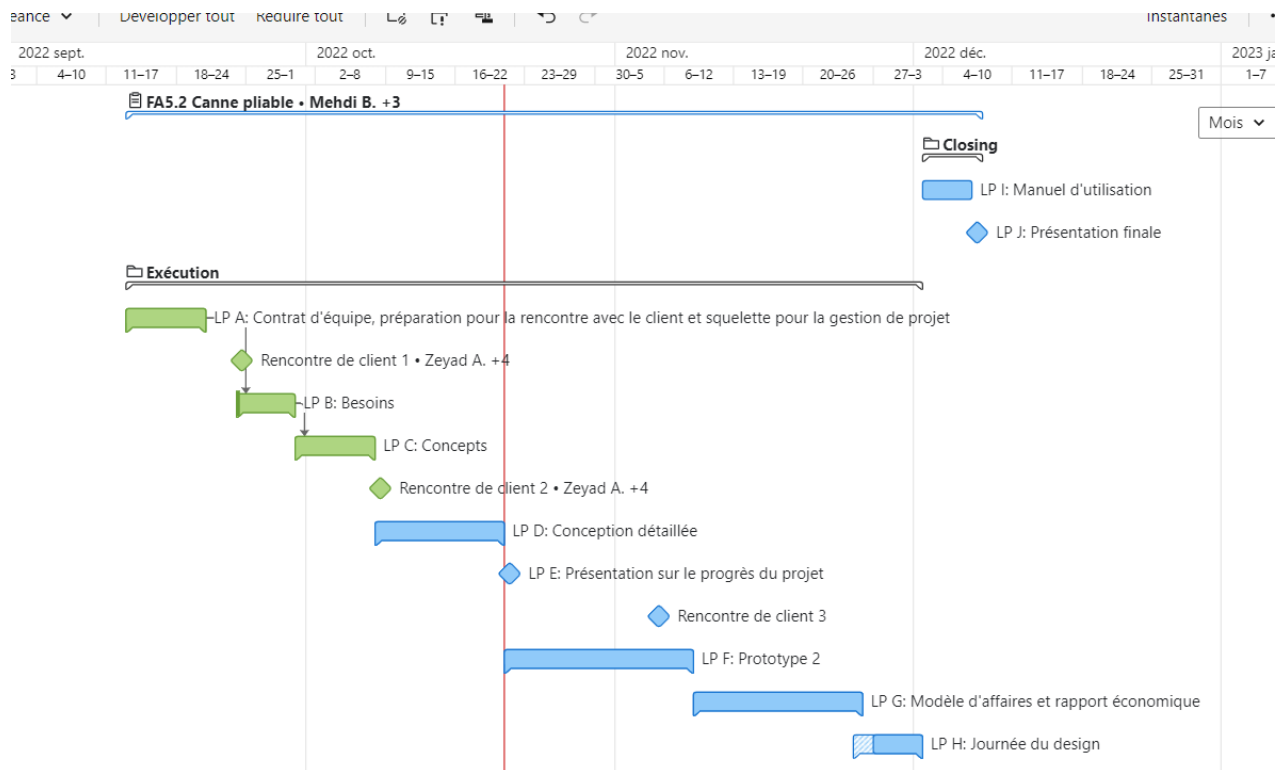 éance Développer tout Réduire tout Instantanés
2022 sept. 2022 oct. 2022 nov. 2022 déc. 2023 ja
3 4–10 11–17 18–24 25–1 2–8 9–15 16–22 23–29 30–5 6–12 13–19 20–26 27–3 4–10 11–17 18–24 25–31 1–7
FA5.2 Canne pliable • Mehdi B. +3
Mois
Closing
LP I: Manuel d'utilisation
LP J: Présentation finale
Exécution
LP A: Contrat d'équipe, préparation pour la rencontre avec le client et squelette pour la gestion de projet
Rencontre de client 1 • Zeyad A. +4
LP B: Besoins
LP C: Concepts
Rencontre de client 2 • Zeyad A. +4
LP D: Conception détaillée
LP E: Présentation sur le progrès du projet
Rencontre de client 3
LP F: Prototype 2
LP G: Modèle d'affaires et rapport économique
LP H: Journée du design